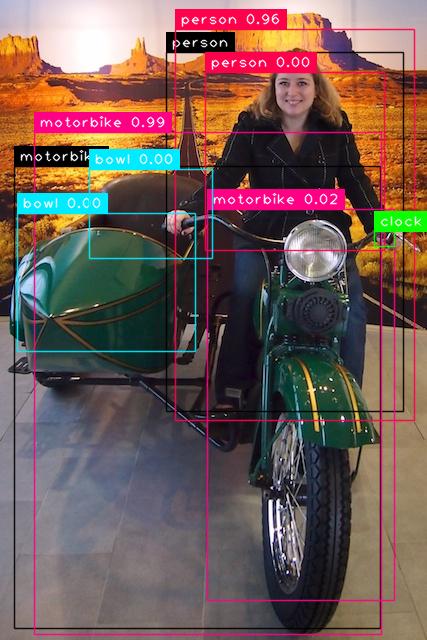 person 0.96
person
person 0.00
motorbike 0.99
motorbik
bowl 0.00
bowl 0.00
motorbike 0.02
clock